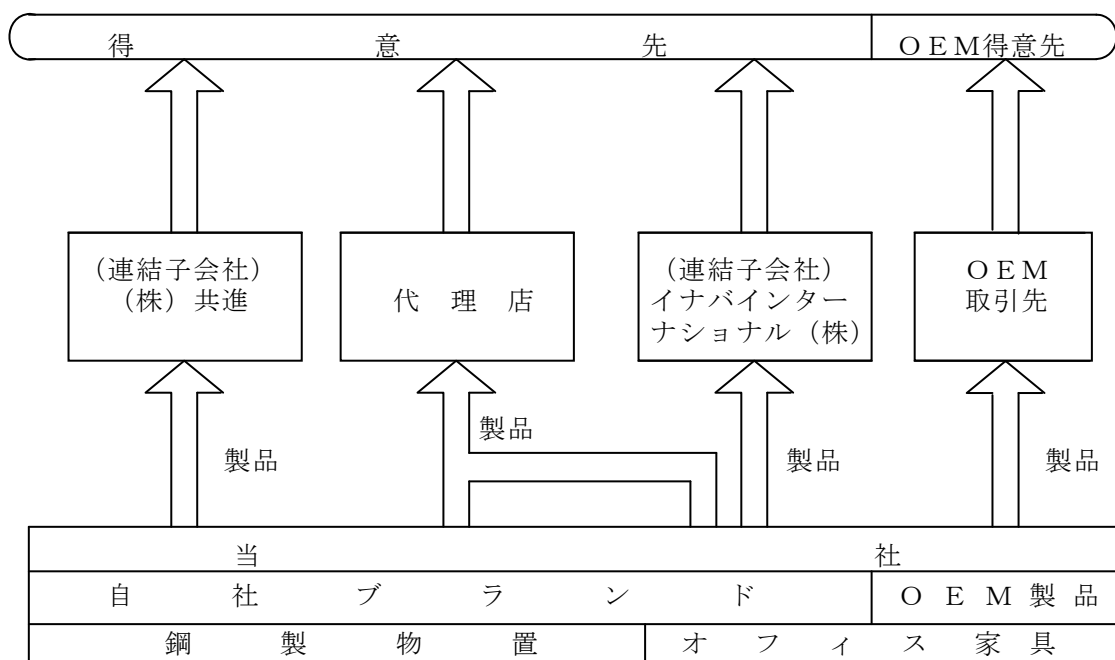 得意先
OEM得意先
(連結子会社)
(株)共進
代理店
(連結子会社)
イナバインター
ナショナル(株)
OEM
取引先
製品
製品
製品
製品
当社
自社ブランド
OEM製品
鋼製物置
オフィス家具